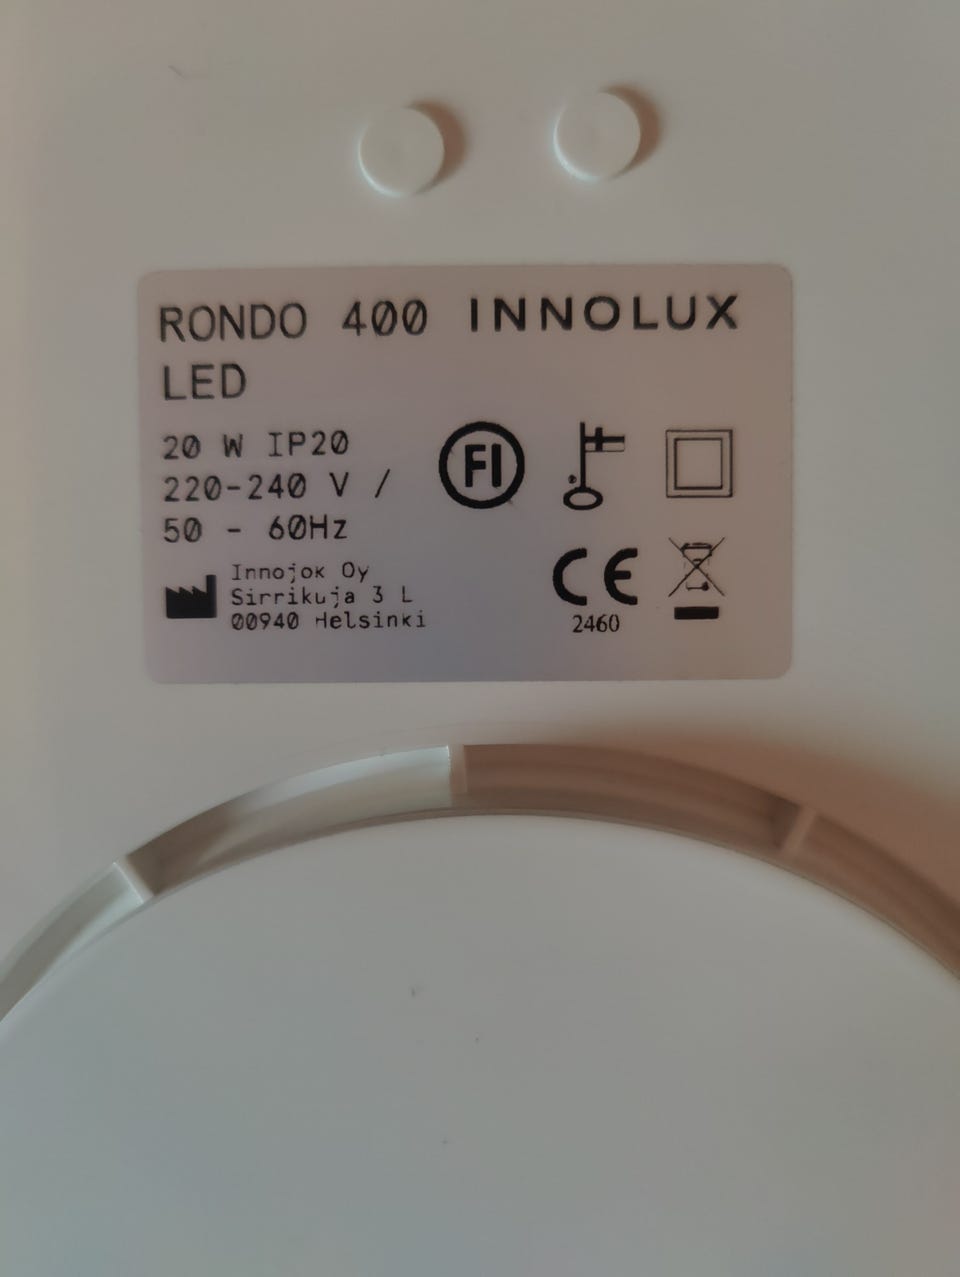 RONDO 400 INNOLUX
LED
20 W IP20
220-240 V /
50 - 60Hz
FI
Innojok Oy
Sirrikuja 3 L
00940 Helsinki
CE
2460